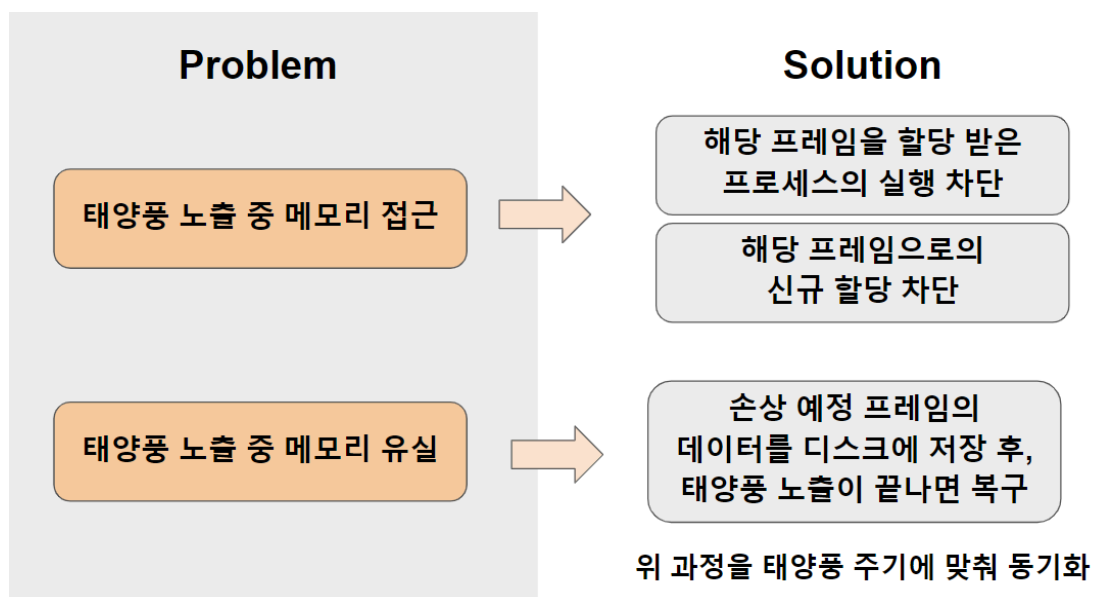 Problem
태양풍 노출 중 메모리 접근
태양풍 노출 중 메모리 유실
Solution
해당 프레임을 할당 받은
프로세스의 실행 차단
해당 프레임으로의
신규 할당 차단
손상 예정 프레임의
데이터를 디스크에 저장 후,
태양풍 노출이 끝나면 복구
위 과정을 태양풍 주기에 맞춰 동기화